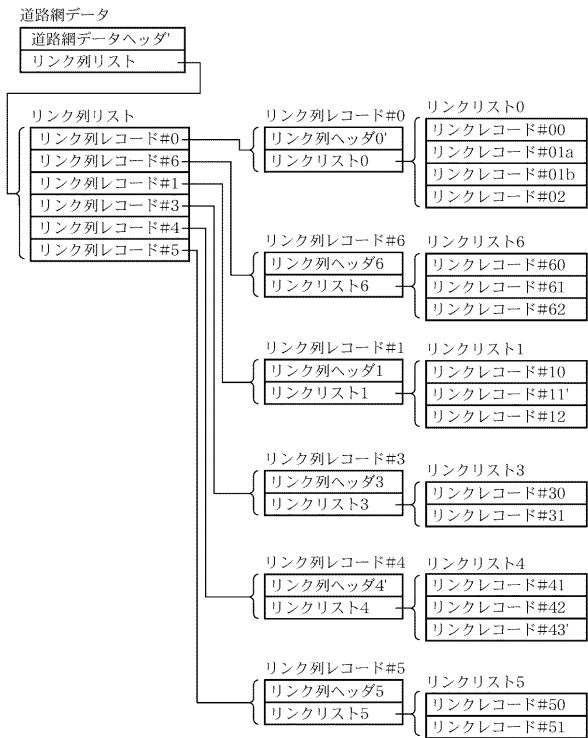 道路網データ
道路網データヘッダ'
リンク列リスト
リンク列リスト
リンク列レコード#0
リンク列レコード#6
リンク列レコード#1
リンク列レコード#3
リンク列レコード#4
リンク列レコード#5
リンク列レコード#0
リンク列ヘッダ0'
リンクリスト0
リンクリスト0
リンクレコード#00
リンクレコード#01a
リンクレコード#01b
リンクレコード#02
リンク列レコード#6
リンク列ヘッダ6
リンクリスト6
リンクリスト6
リンクレコード#60
リンクレコード#61
リンクレコード#62
リンク列レコード#1
リンク列ヘッダ1
リンクリスト1
リンクリスト1
リンクレコード#10
リンクレコード#11'
リンクレコード#12
リンク列レコード#3
リンク列ヘッダ3
リンクリスト3
リンクリスト3
リンクレコード#30
リンクレコード#31
リンク列レコード#4
リンク列ヘッダ4'
リンクリスト4
リンクリスト4
リンクレコード#41
リンクレコード#42
リンクレコード#43'
リンク列レコード#5
リンク列ヘッダ5
リンクリスト5
リンクリスト5
リンクレコード#50
リンクレコード#51